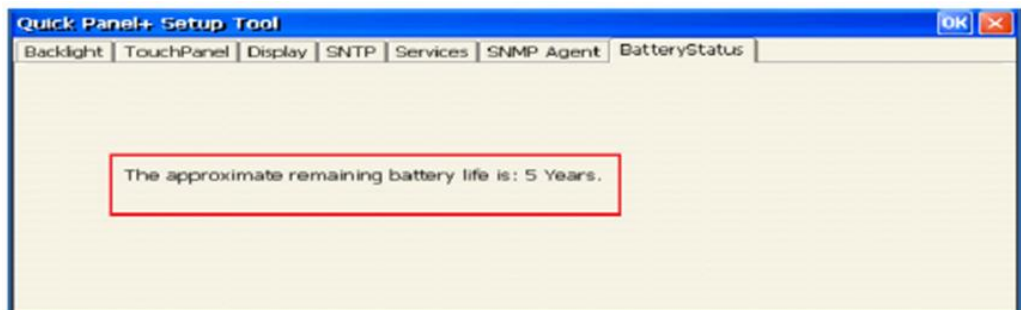 Quick Panel+ Setup Tool OK
Backlight TouchPanel Display SNTP Services SNMP Agent BatteryStatus
The approximate remaining battery life is: 5 Years.